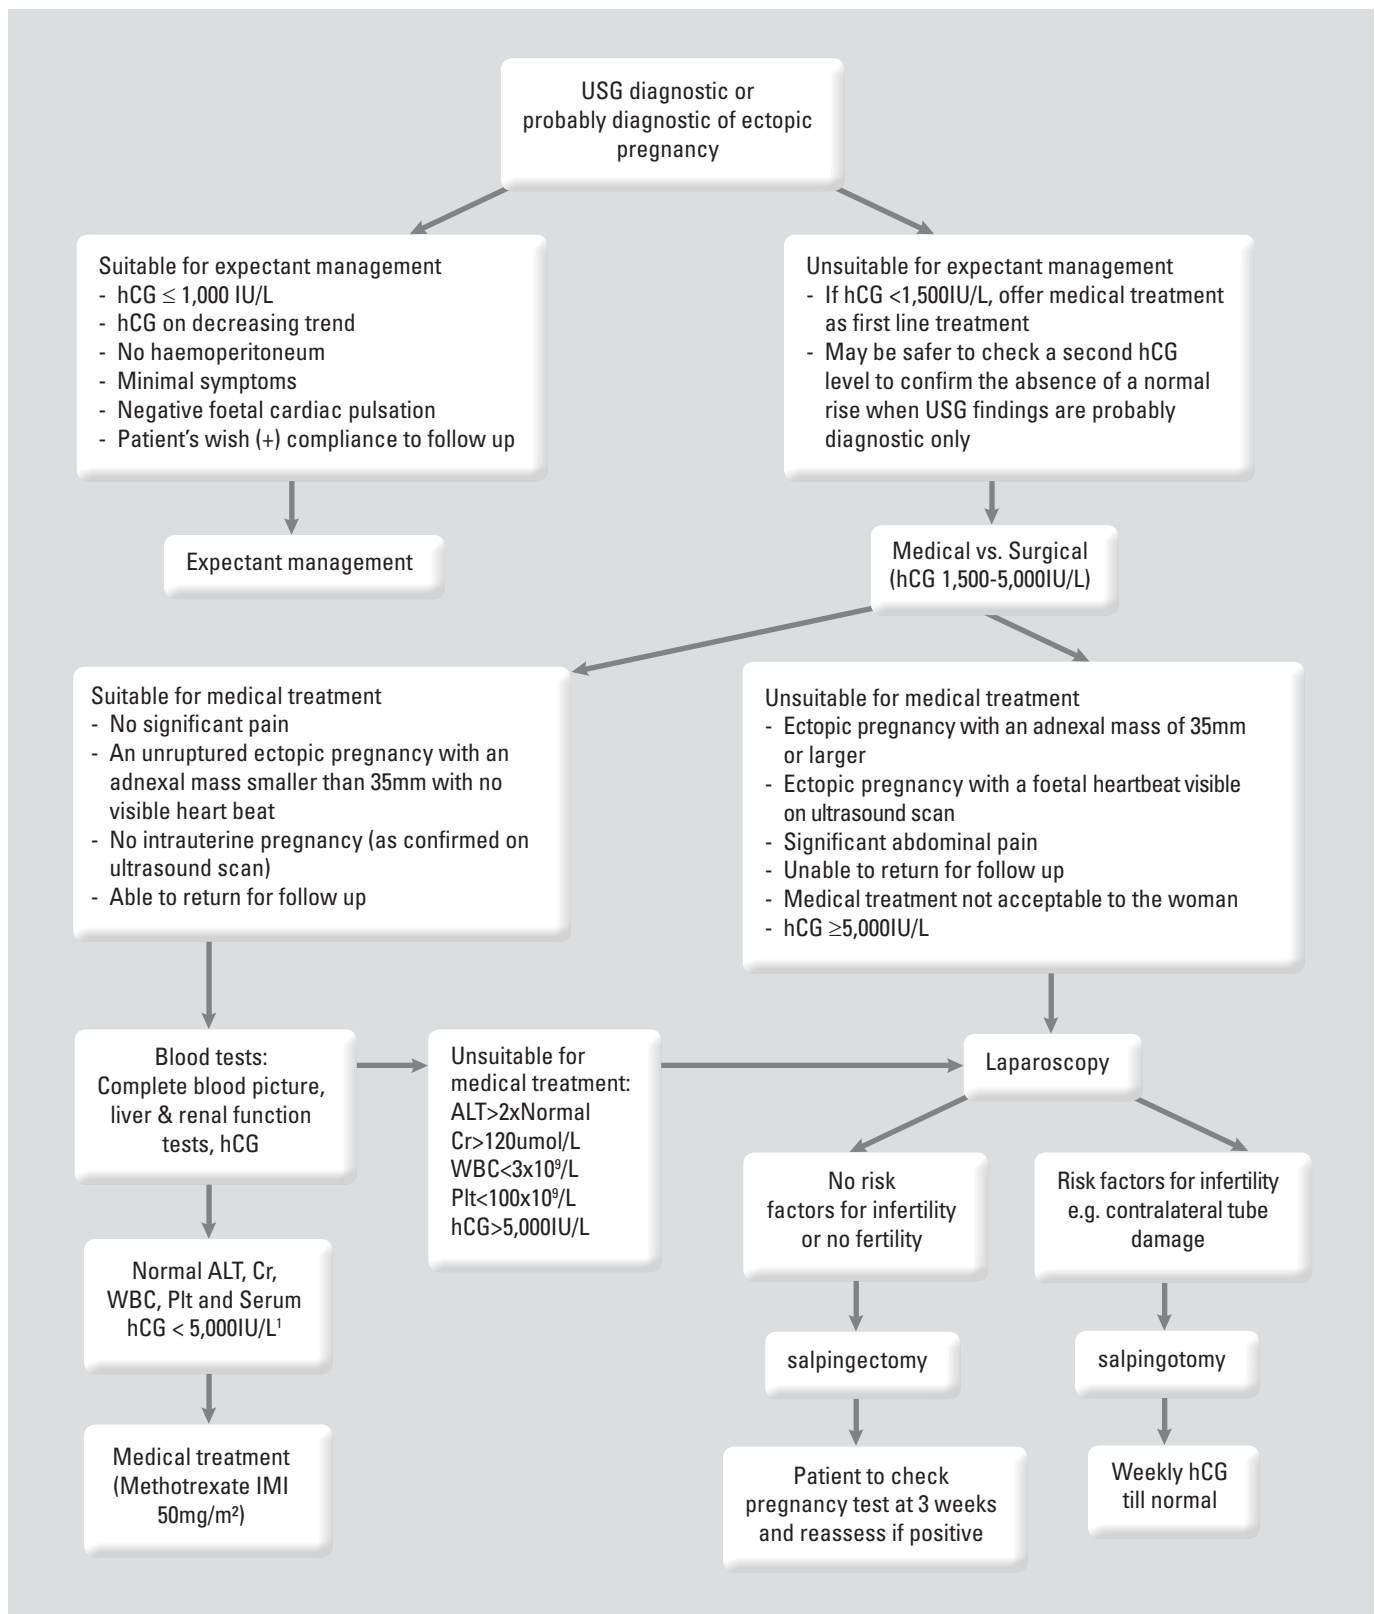 USG diagnostic or
probably diagnostic of ectopic
pregnancy
Suitable for expectant management
- hCG ≤ 1,000 IU/L
- hCG on decreasing trend
- No haemoperitoneum
- Minimal symptoms
- Negative foetal cardiac pulsation
- Patient’s wish (+) compliance to follow up
Unsuitable for expectant management
- If hCG <1,500IU/L, offer medical treatment
as first line treatment
- May be safer to check a second hCG
level to confirm the absence of a normal
rise when USG findings are probably
diagnostic only
Expectant management
Medical vs. Surgical
(hCG 1,500-5,000IU/L)
Suitable for medical treatment
- No significant pain
- An unruptured ectopic pregnancy with an
adnexal mass smaller than 35mm with no
visible heart beat
- No intrauterine pregnancy (as confirmed on
ultrasound scan)
- Able to return for follow up
Unsuitable for medical treatment
- Ectopic pregnancy with an adnexal mass of 35mm
or larger
- Ectopic pregnancy with a foetal heartbeat visible
on ultrasound scan
- Significant abdominal pain
- Unable to return for follow up
- Medical treatment not acceptable to the woman
- hCG ≥5,000IU/L
Blood tests:
Complete blood picture,
liver & renal function
tests, hCG
Unsuitable for
medical treatment:
ALT>2xNormal
Cr>120umol/L
WBC<3x10⁹/L
Plt<100x10⁹/L
hCG>5,000IU/L
Laparoscopy
No risk
factors for infertility
or no fertility
Risk factors for infertility
e.g. contralateral tube
damage
Normal ALT, Cr,
WBC, Plt and Serum
hCG < 5,000IU/L¹
salpingectomy
salpingotomy
Medical treatment
(Methotrexate IMI
50mg/m²)
Patient to check
pregnancy test at 3 weeks
and reassess if positive
Weekly hCG
till normal